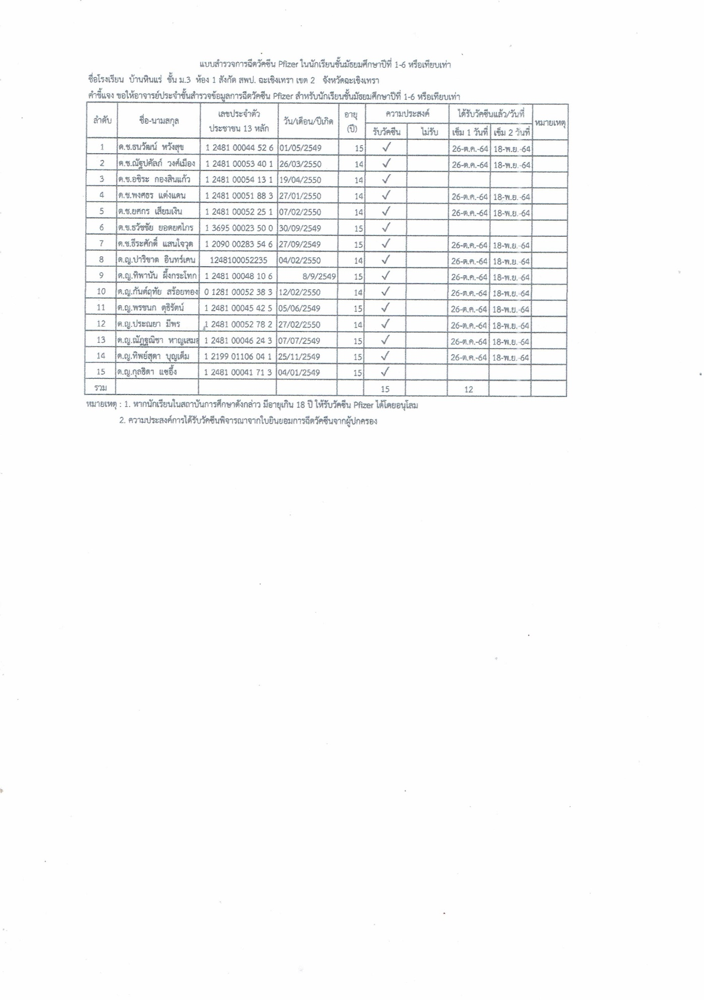 แบบสำรวจการฉีดวัคซีน Pfizer ในนักเรียนชั้นมัธยมศึกษาปีที่ 1-6 หรือเทียบเท่า
ชื่อโรงเรียน บ้านหินแร่ ชั้น ม.3 ห้อง 1 สังกัด สพป. ฉะเชิงเทรา เขต 2 จังหวัดฉะเชิงเทรา
คำชี้แจง ขอให้อาจารย์ประจำชั้นสำรวจข้อมูลการฉีดวัคซีน Pfizer สำหรับนักเรียนชั้นมัธยมศึกษาปีที่ 1-6 หรือเทียบเท่า
ลำดับ ชื่อ-นามสกุล เลขประจำตัว ประชาชน 13 หลัก วัน/เดือน/ปีเกิด อายุ (ปี) ความประสงค์ ได้รับวัคซีนแล้ว/วันที่ หมายเหตุ
รับวัคซีน ไม่รับ เข็ม 1 วันที่ เข็ม 2 วันที่
1 ด.ช.ธนวัฒน์ หวังสุข 1 2481 00044 52 6 01/05/2549 15 ✓ 26-ต.ค.-64 18-พ.ย.-64
2 ด.ช.ณัฐปคัลภ์ วงศ์เมือง 1 2481 00053 40 1 26/03/2550 14 ✓ 26-ต.ค.-64 18-พ.ย.-64
3 ด.ช.อชิระ กองสินแก้ว 1 2481 00054 13 1 19/04/2550 14 ✓
4 ด.ช.พงศธร แต่งแดน 1 2481 00051 88 3 27/01/2550 14 ✓ 26-ต.ค.-64 18-พ.ย.-64
5 ด.ช.ยศกร เสียมเงิน 1 2481 00052 25 1 07/02/2550 14 ✓ 26-ต.ค.-64 18-พ.ย.-64
6 ด.ช.ธวัชชัย ยอดยศไกร 1 3695 00023 50 0 30/09/2549 15 ✓
7 ด.ช.ธีระศักดิ์ แสนใจวุด 1 2090 00283 54 6 27/09/2549 15 ✓ 26-ต.ค.-64 18-พ.ย.-64
8 ด.ญ.ปาริชาต อินทร์เคน 1248100052235 04/02/2550 14 ✓ 26-ต.ค.-64 18-พ.ย.-64
9 ด.ญ.ทิพานัน ผึ้งกระโทก 1 2481 00048 10 6 8/9/2549 15 ✓ 26-ต.ค.-64 18-พ.ย.-64
10 ด.ญ.กันต์ฤทัย สร้อยทอง 0 1281 00052 38 3 12/02/2550 14 ✓ 26-ต.ค.-64 18-พ.ย.-64
11 ด.ญ.พรชนก ตุธิรัตน์ 1 2481 00045 42 5 05/06/2549 15 ✓ 26-ต.ค.-64 18-พ.ย.-64
12 ด.ญ.ประณยา มีพร 1 2481 00052 78 2 27/02/2550 14 ✓ 26-ต.ค.-64 18-พ.ย.-64
13 ด.ญ.ณัฏฐณิชา 1 2481 00046 24 3 07/07/2549 15 ✓ 26-ต.ค.-64 18-พ.ย.-64
14 ด.ญ.ทิพย์สุดา บุญเต็ม 1 2199 01106 04 1 25/11/2549 15 ✓ 26-ต.ค.-64 18-พ.ย.-64
15 ด.ญ.กุลธิดา แซอึ้ง 1 2481 00041 71 3 04/01/2549 15 ✓
รวม 15 12
หมายเหตุ : 1. หากนักเรียนในสถาบันการศึกษาดังกล่าว มีอายุเกิน 18 ปี ให้รับวัคซีน Pfizer ได้โดยอนุโลม
2. ความประสงค์การได้รับวัคซีนพิจารณาจากใบยินยอมการฉีดวัคซีนจากผู้ปกครอง